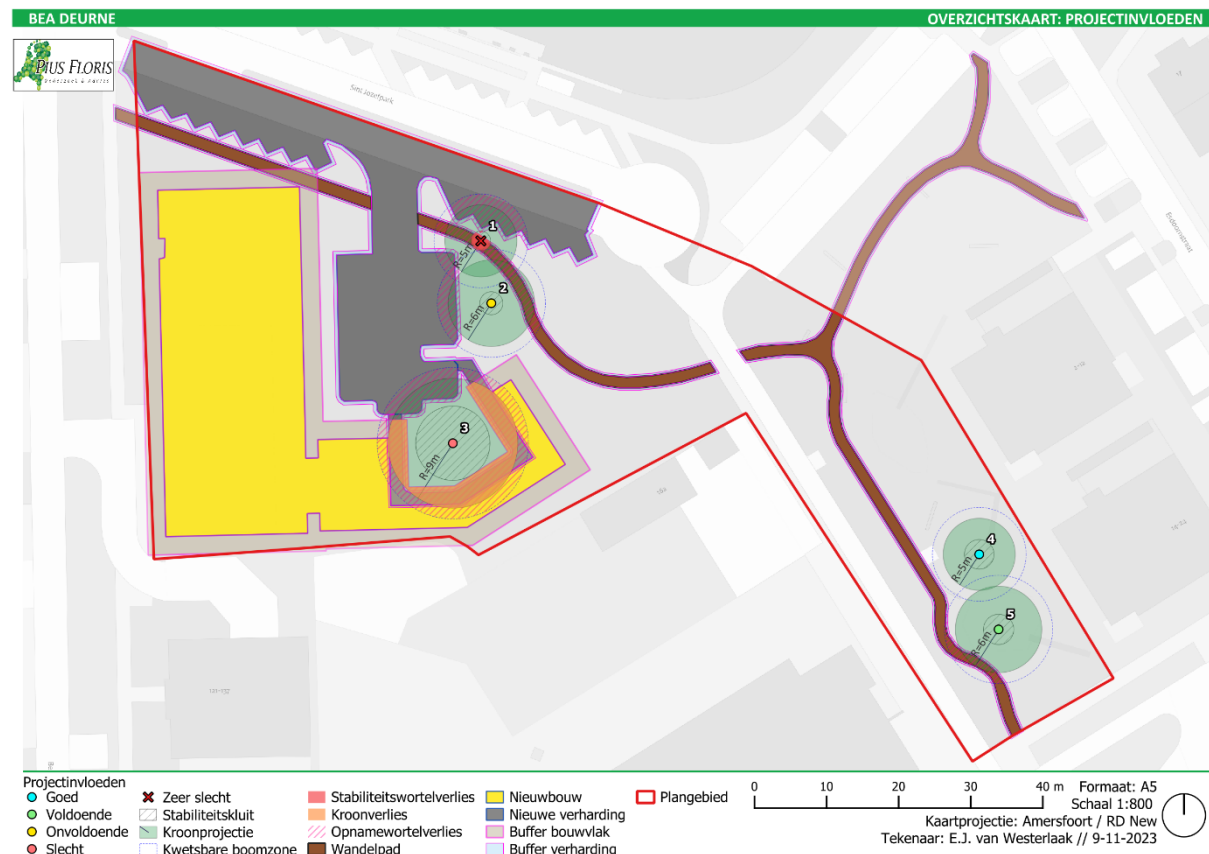 BEA DEURNE
OVERZICHTSKAART: PROJECTINVLOEDEN
PIUS FLORIS
Sint Jozefpark
1
R=5m
2
R=6m
3
R=9m
4
R=5m
5
R=6m
Projectinvloeden
Goed
Voldoende
Onvoldoende
Slecht
Zeer slecht
Stabiliteitskluit
Kroonprojectie
Kwetsbare boomzone
Stabiliteitswortelverlies
Kroonverlies
Opnamewortelverlies
Wandelpad
Nieuwbouw
Nieuwe verharding
Buffer bouwvlak
Buffer verharding
Plangebied
0 10 20 30 40 m
Formaat: A5
Schaal 1:800
Kaartprojectie: Amersfoort / RD New
Tekenaar: E.J. van Westerlaak // 9-11-2023